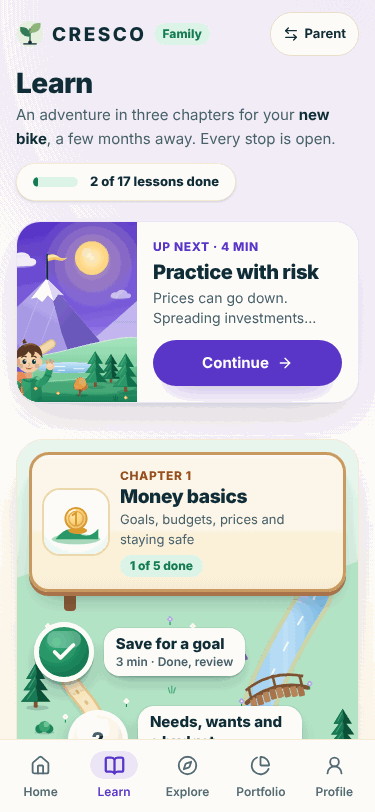 CRESCO Family
Parent
Learn
An adventure in three chapters for your new
bike, a few months away. Every stop is open.
2 of 17 lessons done
UP NEXT · 4 MIN
Practice with risk
Prices can go down.
Spreading investments...
Continue
CHAPTER 1
Money basics
Goals, budgets, prices and
staying safe
1 of 5 done
1
Save for a goal
3 min · Done, review
Needs, wants and
Home
Learn
Explore
Portfolio
Profile